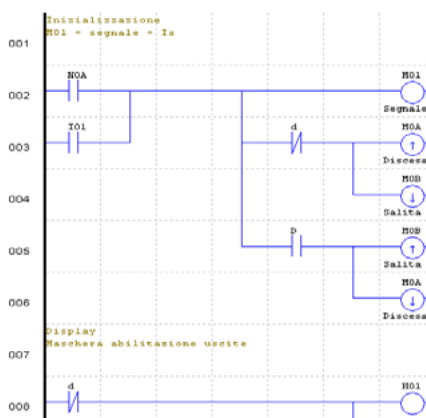 Inizializzazione
001
M01 = segnale = Ix
N0A
M01
002
Segnale
I01
d
M0A
003
Discesa
M0B
004
Salita
D
M0B
005
Salita
M0A
006
Discesa
Display
007
Maschera abilitazione uscite
d
M01
008